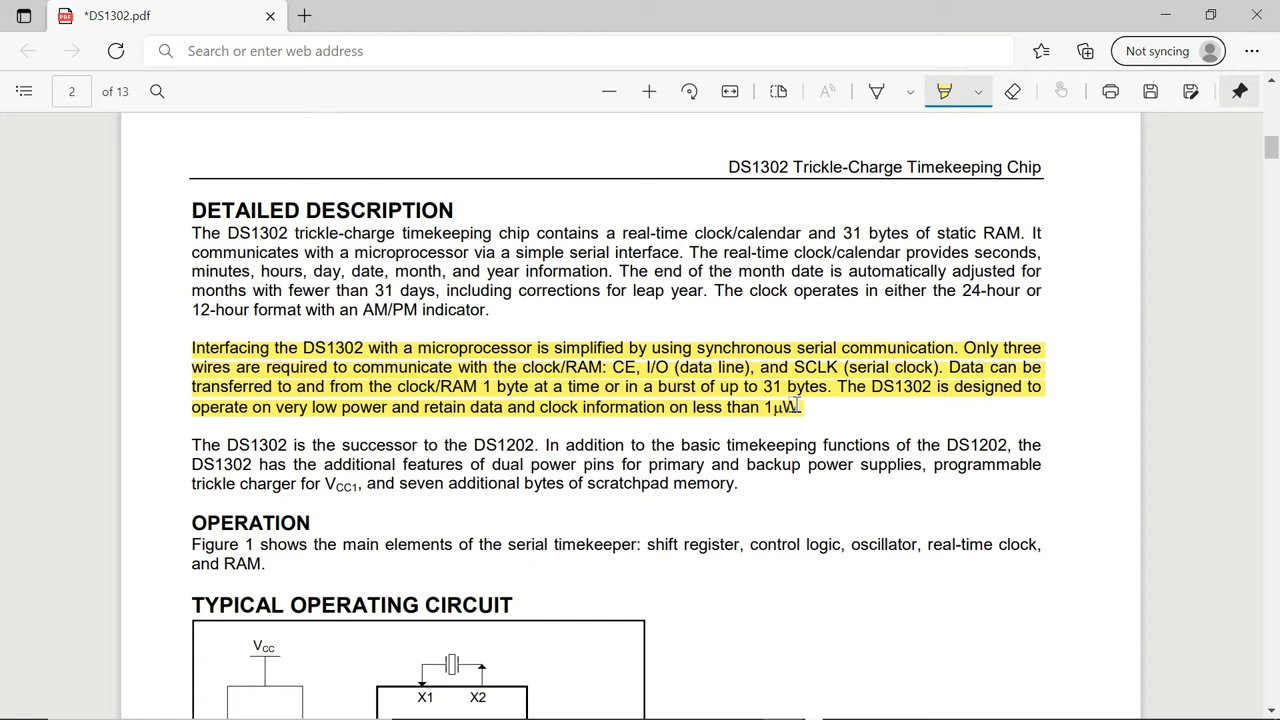 *DS1302.pdf
Search or enter web address
Not syncing
2 of 13
DS1302 Trickle-Charge Timekeeping Chip
DETAILED DESCRIPTION
The DS1302 trickle-charge timekeeping chip contains a real-time clock/calendar and 31 bytes of static RAM. It
communicates with a microprocessor via a simple serial interface. The real-time clock/calendar provides seconds,
minutes, hours, day, date, month, and year information. The end of the month date is automatically adjusted for
months with fewer than 31 days, including corrections for leap year. The clock operates in either the 24-hour or
12-hour format with an AM/PM indicator.
Interfacing the DS1302 with a microprocessor is simplified by using synchronous serial communication. Only three
wires are required to communicate with the clock/RAM: CE, I/O (data line), and SCLK (serial clock). Data can be
transferred to and from the clock/RAM 1 byte at a time or in a burst of up to 31 bytes. The DS1302 is designed to
operate on very low power and retain data and clock information on less than 1μW.
The DS1302 is the successor to the DS1202. In addition to the basic timekeeping functions of the DS1202, the
DS1302 has the additional features of dual power pins for primary and backup power supplies, programmable
trickle charger for VCC1, and seven additional bytes of scratchpad memory.
OPERATION
Figure 1 shows the main elements of the serial timekeeper: shift register, control logic, oscillator, real-time clock,
and RAM.
TYPICAL OPERATING CIRCUIT
VCC
X1 X2